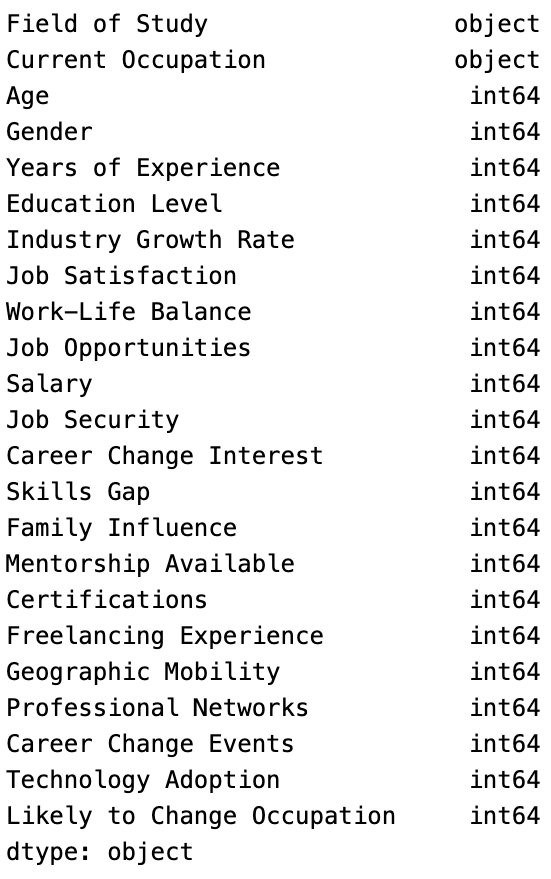 Field of Study                 object
Current Occupation             object
Age                             int64
Gender                          int64
Years of Experience             int64
Education Level                 int64
Industry Growth Rate            int64
Job Satisfaction                int64
Work-Life Balance               int64
Job Opportunities               int64
Salary                          int64
Job Security                    int64
Career Change Interest          int64
Skills Gap                      int64
Family Influence                int64
Mentorship Available            int64
Certifications                  int64
Freelancing Experience          int64
Geographic Mobility             int64
Professional Networks           int64
Career Change Events            int64
Technology Adoption             int64
Likely to Change Occupation     int64
dtype: object